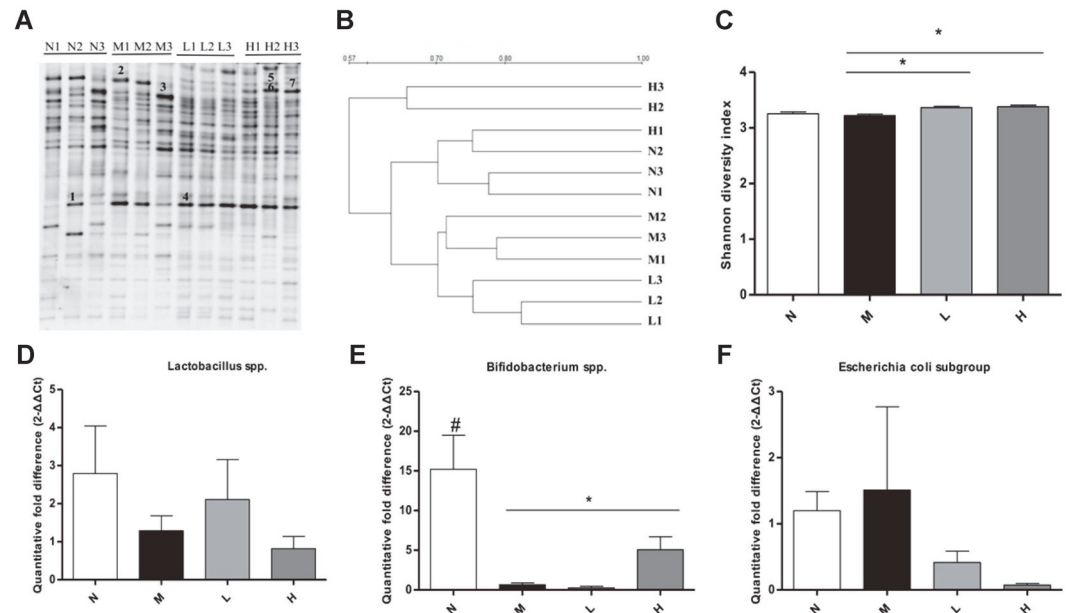 A
N1 N2 N3 M1 M2 M3 L1 L2 L3 H1 H2 H3
2
3
5
6
7
1
4
B
0.57 0.70 0.80 1.00
H3
H2
H1
N2
N3
N1
M2
M3
M1
L3
L2
L1
C
*
*
Shannon diversity index
4
3
2
1
0
N M L H
D
Lactobacillus spp.
Quantitative fold difference (2-ΔΔCt)
5
4
3
2
1
0
N M L H
E
Bifidobacterium spp.
Quantitative fold difference (2-ΔΔCt)
25
20
15
10
5
0
#
*
N M L H
F
Escherichia coli subgroup
Quantitative fold difference (2-ΔΔCt)
3
2
1
0
N M L H